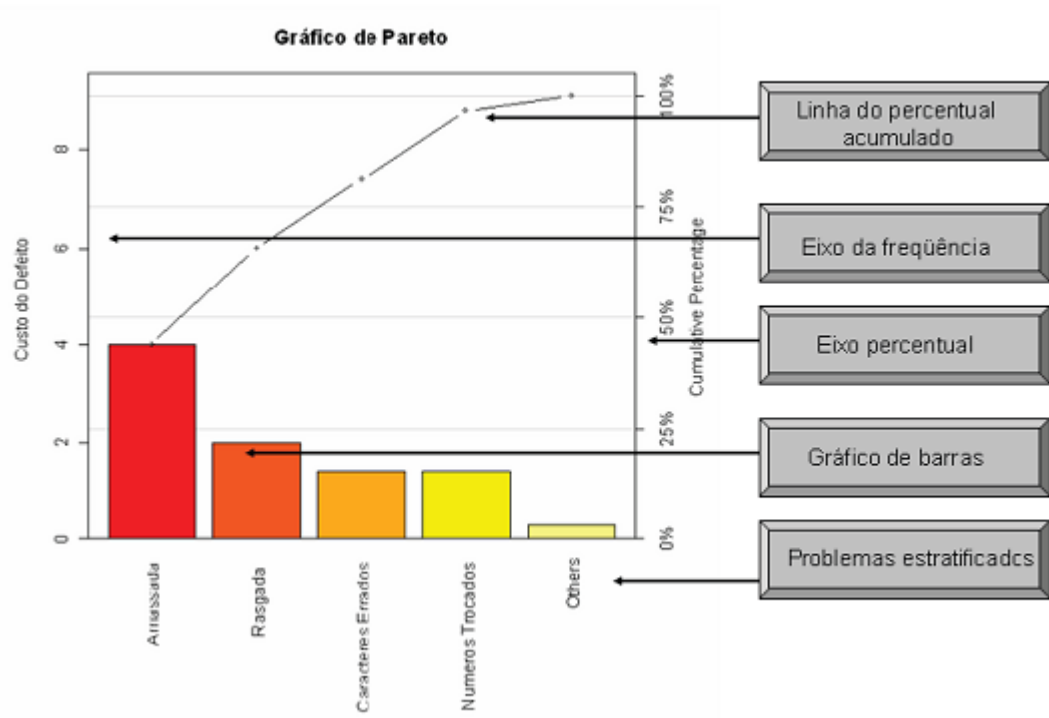 Gráfico de Pareto
Custo do Defeito
8
6
4
2
0
100%
75%
50%
25%
0%
Cumulative Percentage
Amassada
Rasgada
Caracteres Errados
Numeros Trocados
Others
Linha do percentual
acumulado
Eixo da freqüência
Eixo percentual
Gráfico de barras
Problemas estratificados